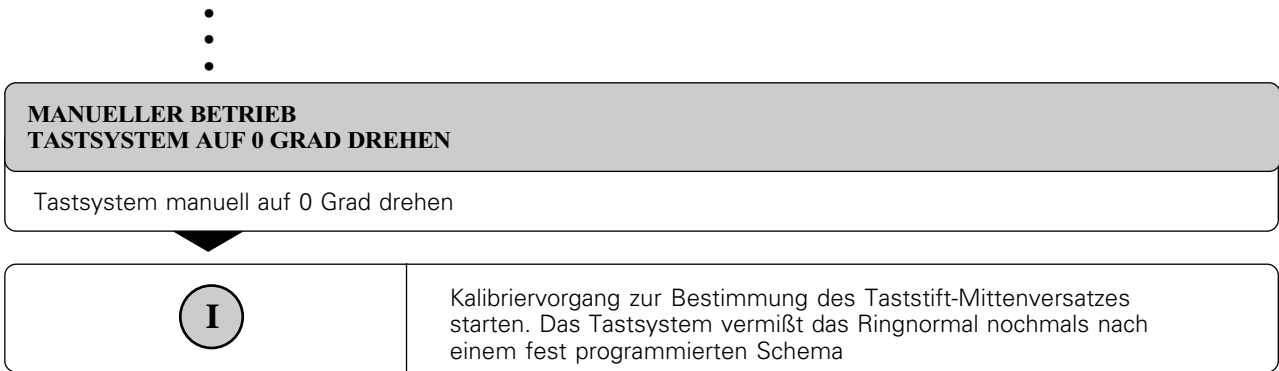 MANUELLER BETRIEB
TASTSYSTEM AUF 0 GRAD DREHEN
Tastsystem manuell auf 0 Grad drehen
I
Kalibriervorgang zur Bestimmung des Taststift-Mittenversatzes
starten. Das Tastsystem vermißt das Ringnormal nochmals nach
einem fest programmierten Schema